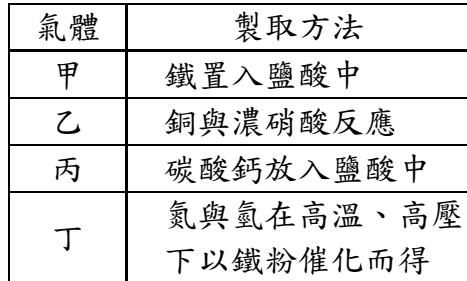 氣體 製取方法
甲 鐵置入鹽酸中
乙 銅與濃硝酸反應
丙 碳酸鈣放入鹽酸中
丁 氮與氫在高溫、高壓
下以鐵粉催化而得